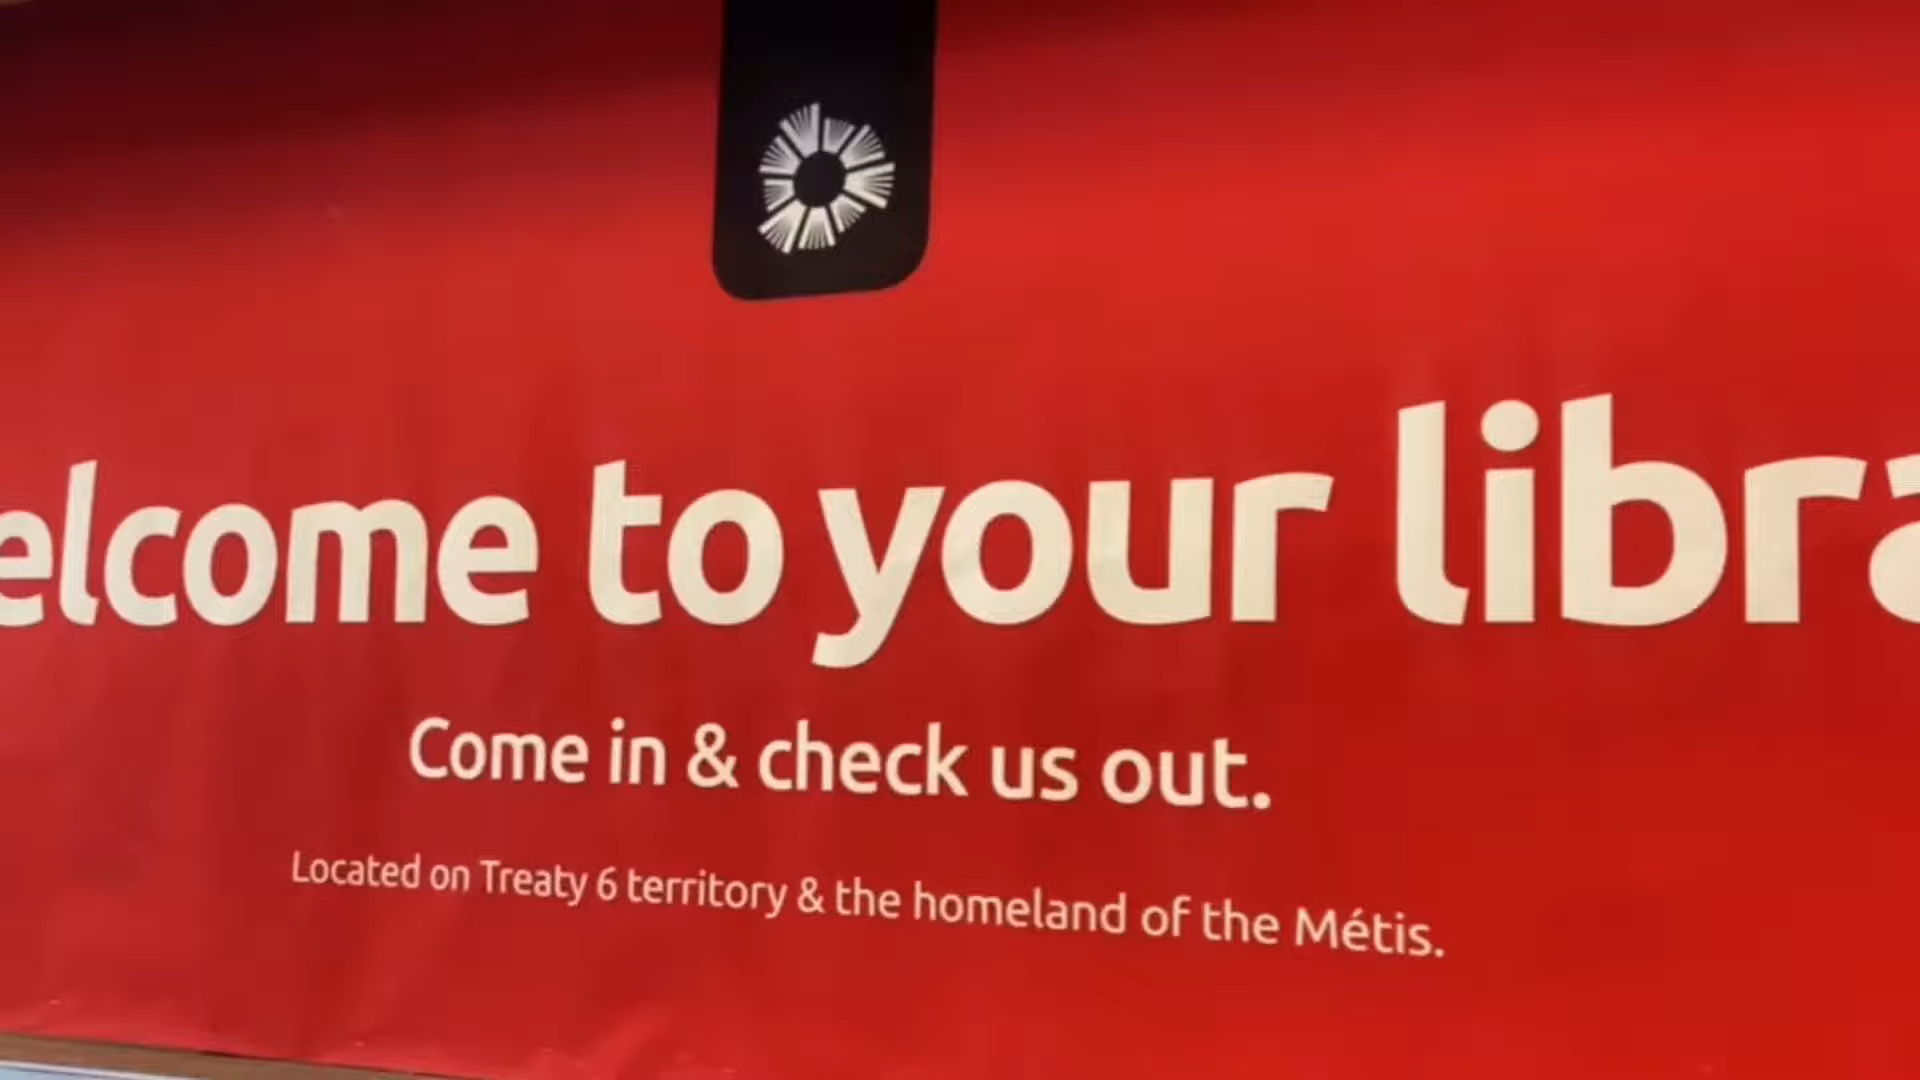 elcome to your libra
Come in & check us out.
Located on Treaty 6 territory & the homeland of the Métis.